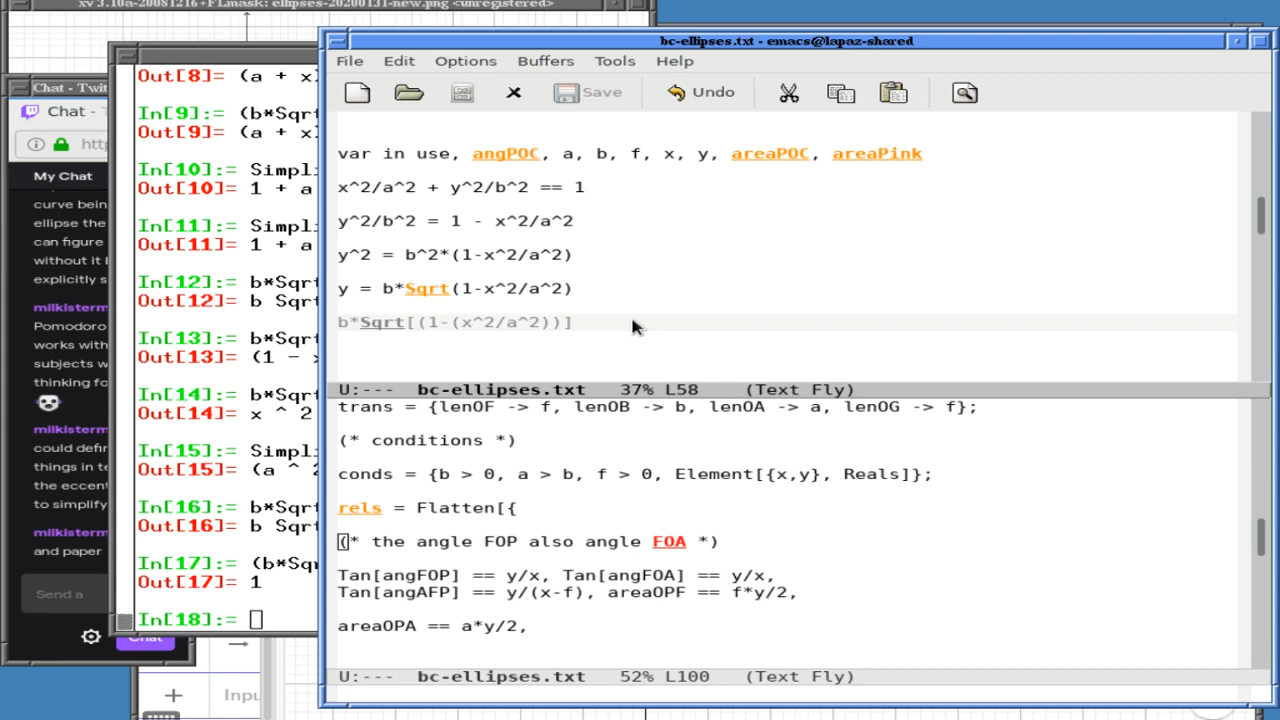 xv 3.10a-20081216+FLmask: ellipses-20200131-new.png <unregistered>
Chat - Twit
Chat -
http
My Chat
curve bein
ellipse the
can figure
without it
explicitly s
milkisterm
Pomodoro
works with
subjects w
thinking fo
milkisterm
could defin
things in te
the eccent
to simplify
milkisterm
and paper
Send a
Chat
Out[8]= (a + x)
In[9]:= (b*Sqrt
Out[9]= (a + x)
In[10]:= Simpli
Out[10]= 1 + a
In[11]:= Simpli
Out[11]= 1 + a
In[12]:= b*Sqrt
Out[12]= b Sqrt
In[13]:= b*Sqrt
Out[13]= (1 - x
In[14]:= b*Sqrt
Out[14]= x ^ 2
In[15]:= Simpli
Out[15]= (a ^ 2
In[16]:= b*Sqrt
Out[16]= b Sqrt
In[17]:= (b*Sqr
Out[17]= 1
In[18]:=
Inpu
bc-ellipses.txt - emacs@lapaz-shared
File Edit Options Buffers Tools Help
Save Undo
var in use, angPOC, a, b, f, x, y, areaPOC, areaPink
x^2/a^2 + y^2/b^2 == 1
y^2/b^2 = 1 - x^2/a^2
y^2 = b^2*(1-x^2/a^2)
y = b*Sqrt(1-x^2/a^2)
b*Sqrt[(1-(x^2/a^2))]
U:--- bc-ellipses.txt 37% L58 (Text Fly)
trans = {lenOF -> f, lenOB -> b, lenOA -> a, lenOG -> f};
(* conditions *)
conds = {b > 0, a > b, f > 0, Element[{x,y}, Reals]};
rels = Flatten[{
(* the angle FOP also angle FOA *)
Tan[angFOP] == y/x, Tan[angFOA] == y/x,
Tan[angAFP] == y/(x-f), areaOPF == f*y/2,
areaOPA == a*y/2,
U:--- bc-ellipses.txt 52% L100 (Text Fly)